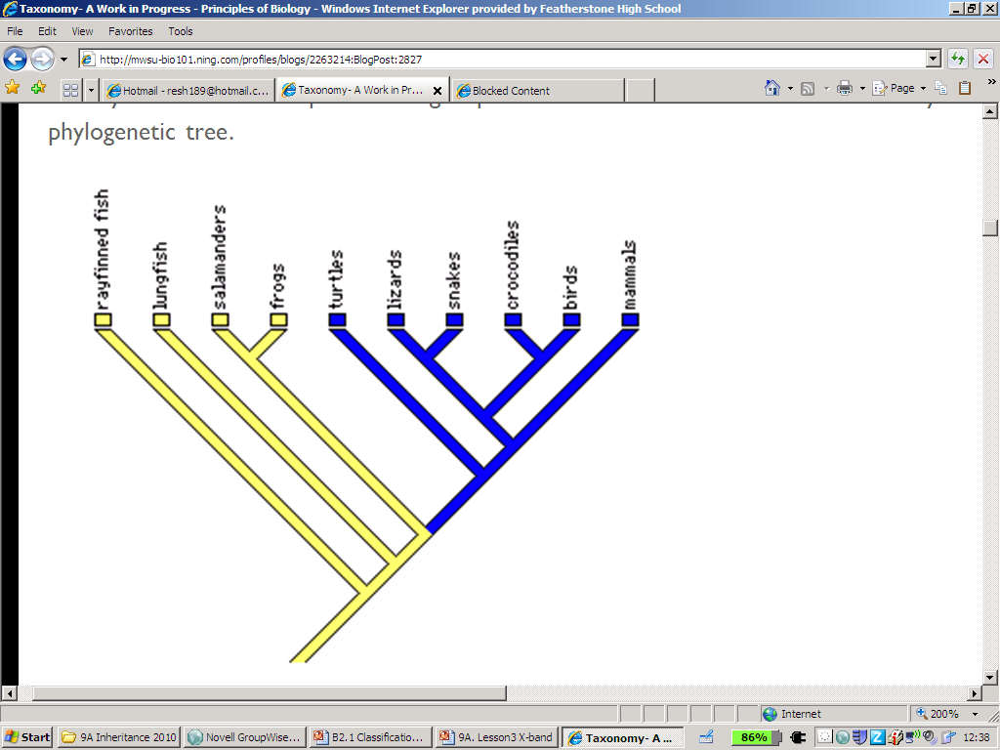 Taxonomy- A Work in Progress - Principles of Biology - Windows Internet Explorer provided by Featherstone High School
File Edit View Favorites Tools
http://mwsu-bio101.ning.com/profiles/blogs/2263214:BlogPost:2827
Hotmail - resh189@hotmail.c... Taxonomy- A Work in Pr... Blocked Content Page
phylogenetic tree.
rayfinned fish
lungfish
salamanders
frogs
turtles
lizards
snakes
crocodiles
birds
mammals
Internet 200%
Start 9A Inheritance 2010 Novell GroupWise... B2.1 Classificatio... 9A. Lesson3 X-band Taxonomy- A ... 86% 12:38